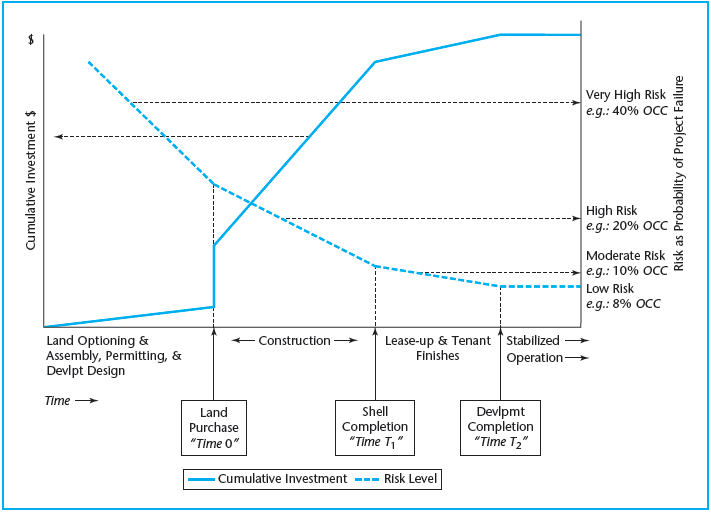 $
Cumulative Investment $
Very High Risk
e.g.: 40% OCC
High Risk
e.g.: 20% OCC
Moderate Risk
e.g.: 10% OCC
Low Risk
e.g.: 8% OCC
Risk as Probability of Project Failure
Land Optioning &
Assembly, Permitting, &
Devlpt Design
Construction
Lease-up & Tenant
Finishes
Stabilized
Operation
Time
Land
Purchase
"Time 0"
Shell
Completion
"Time T₁"
Devlpmt
Completion
"Time T₂"
Cumulative Investment
Risk Level